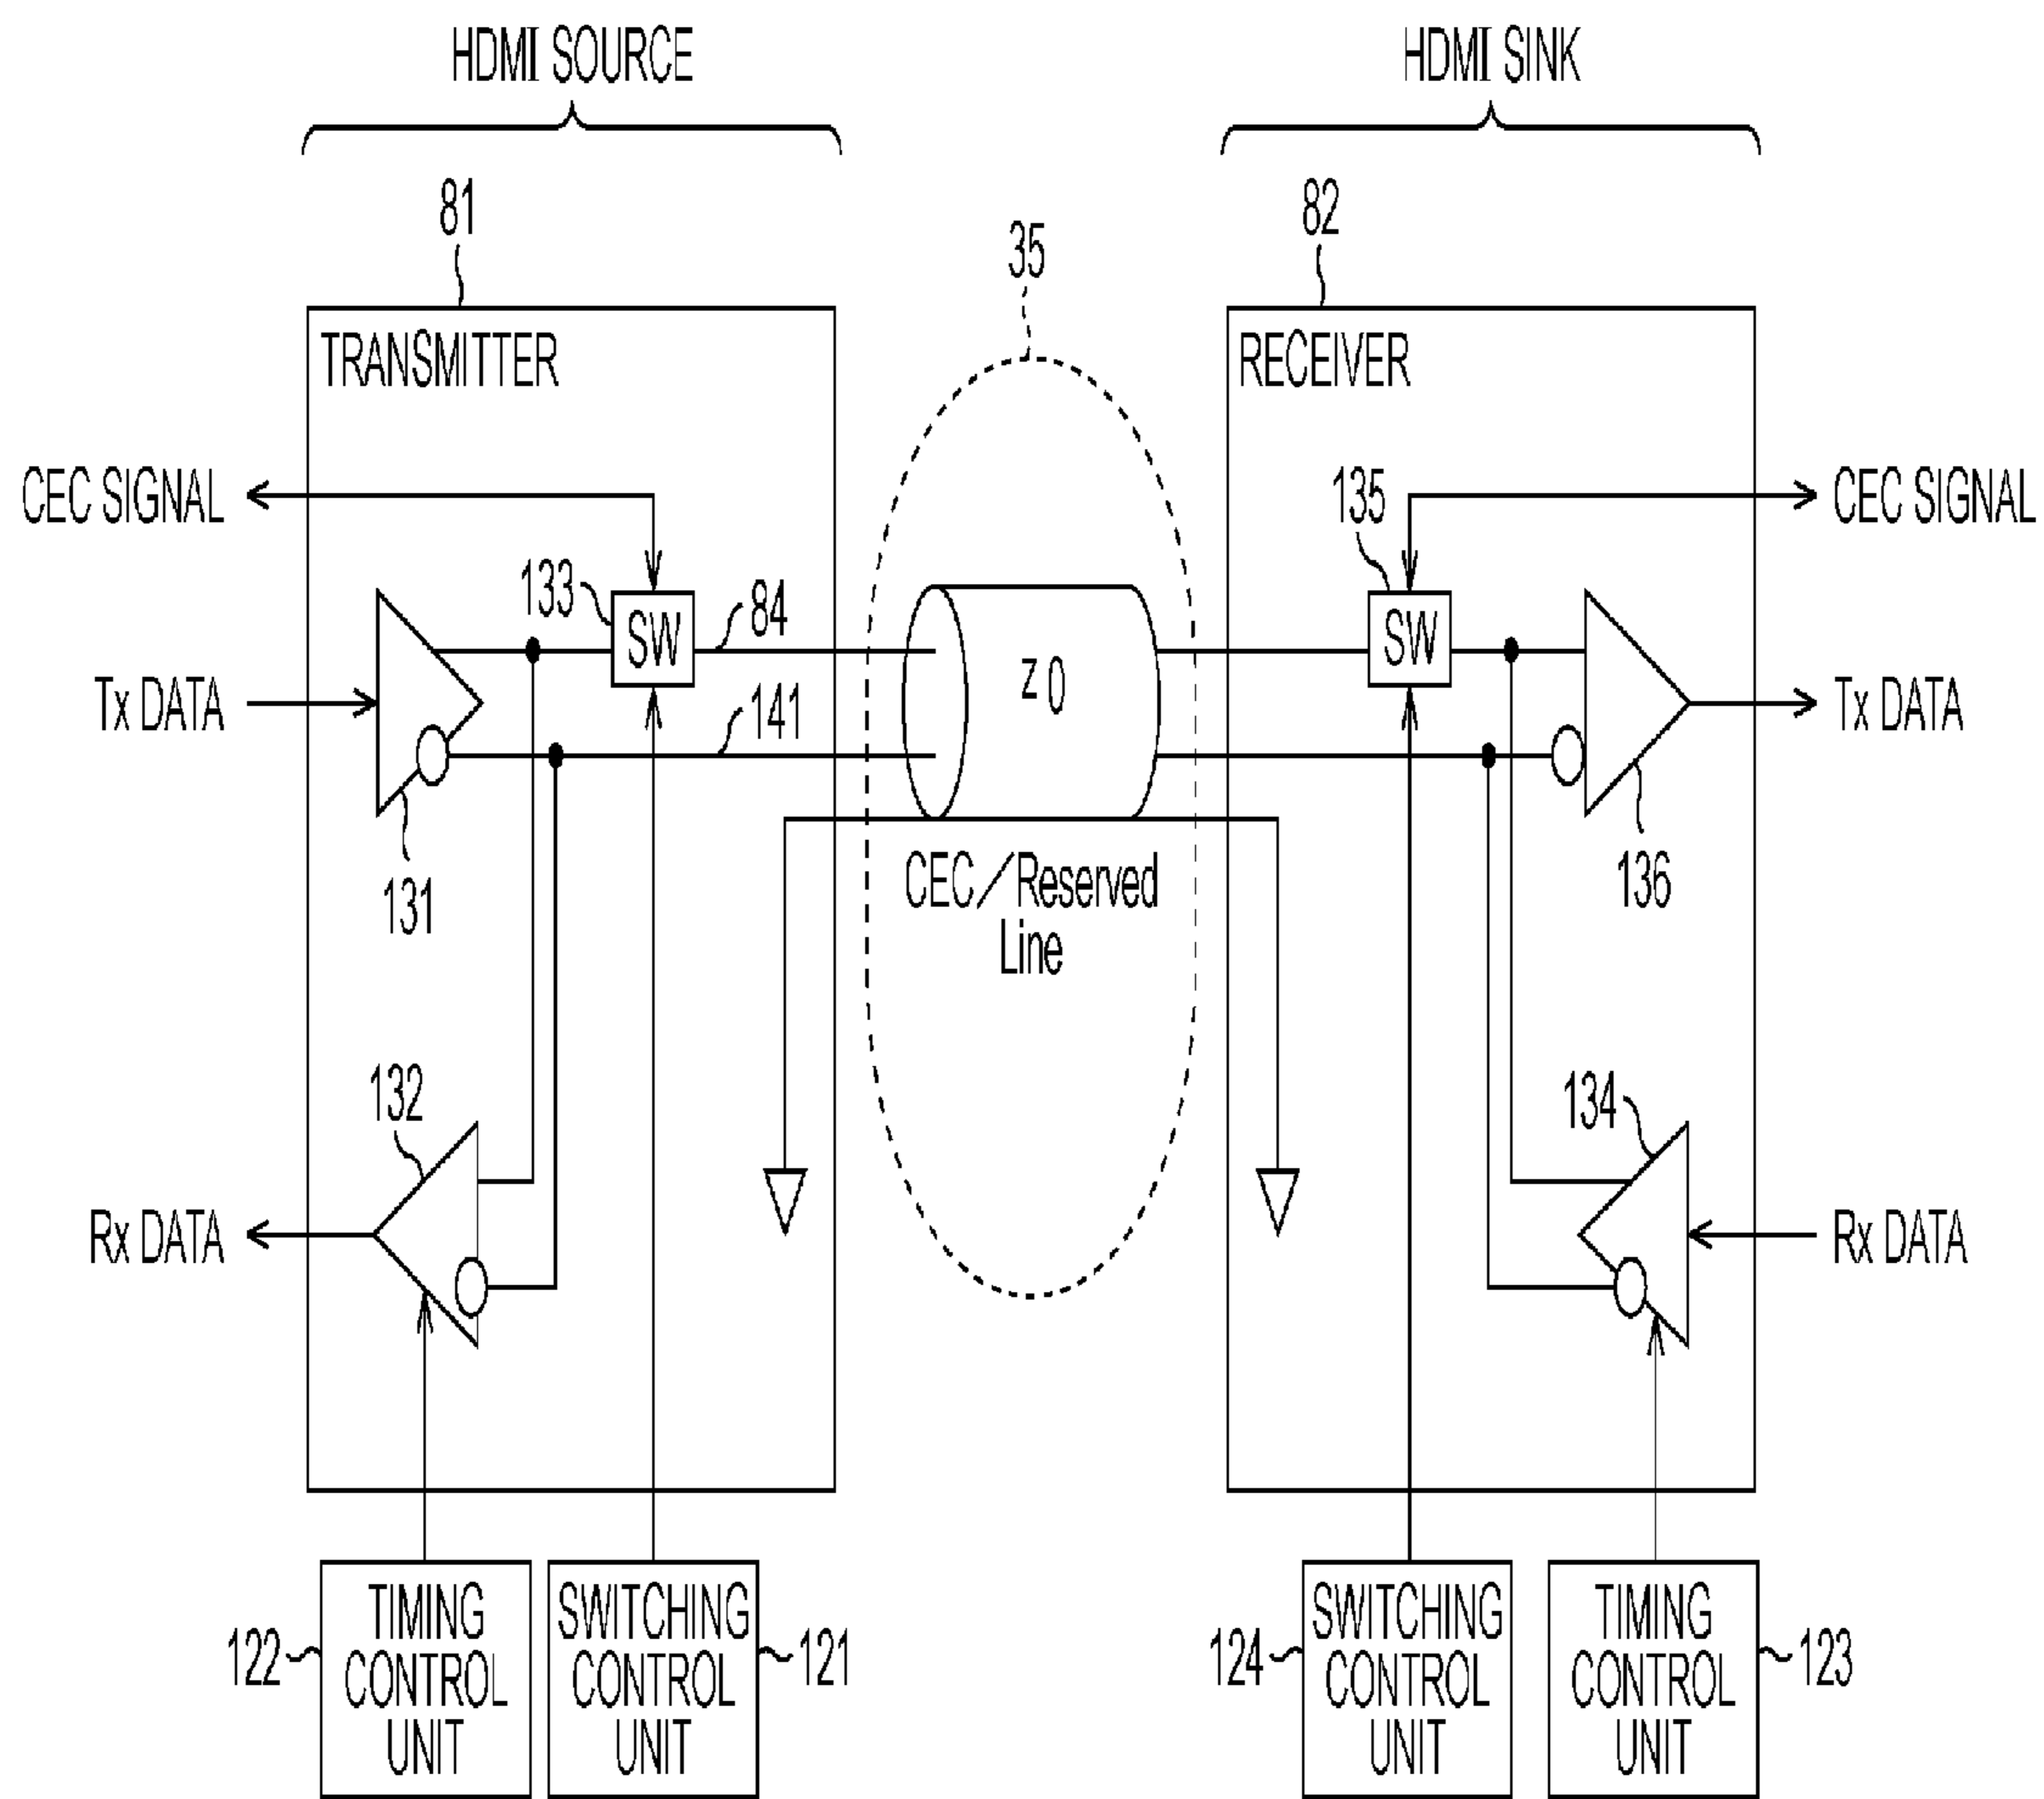 HDMI SOURCE
HDMI SINK
81
82
35
TRANSMITTER
RECEIVER
CEC SIGNAL
135
CEC SIGNAL
133
SW
84
SW
Z0
Tx DATA
141
Tx DATA
131
CEC/Reserved
Line
136
132
134
Rx DATA
Rx DATA
122
TIMING
CONTROL
UNIT
SWITCHING
CONTROL
UNIT
121
124
SWITCHING
CONTROL
UNIT
TIMING
CONTROL
UNIT
123